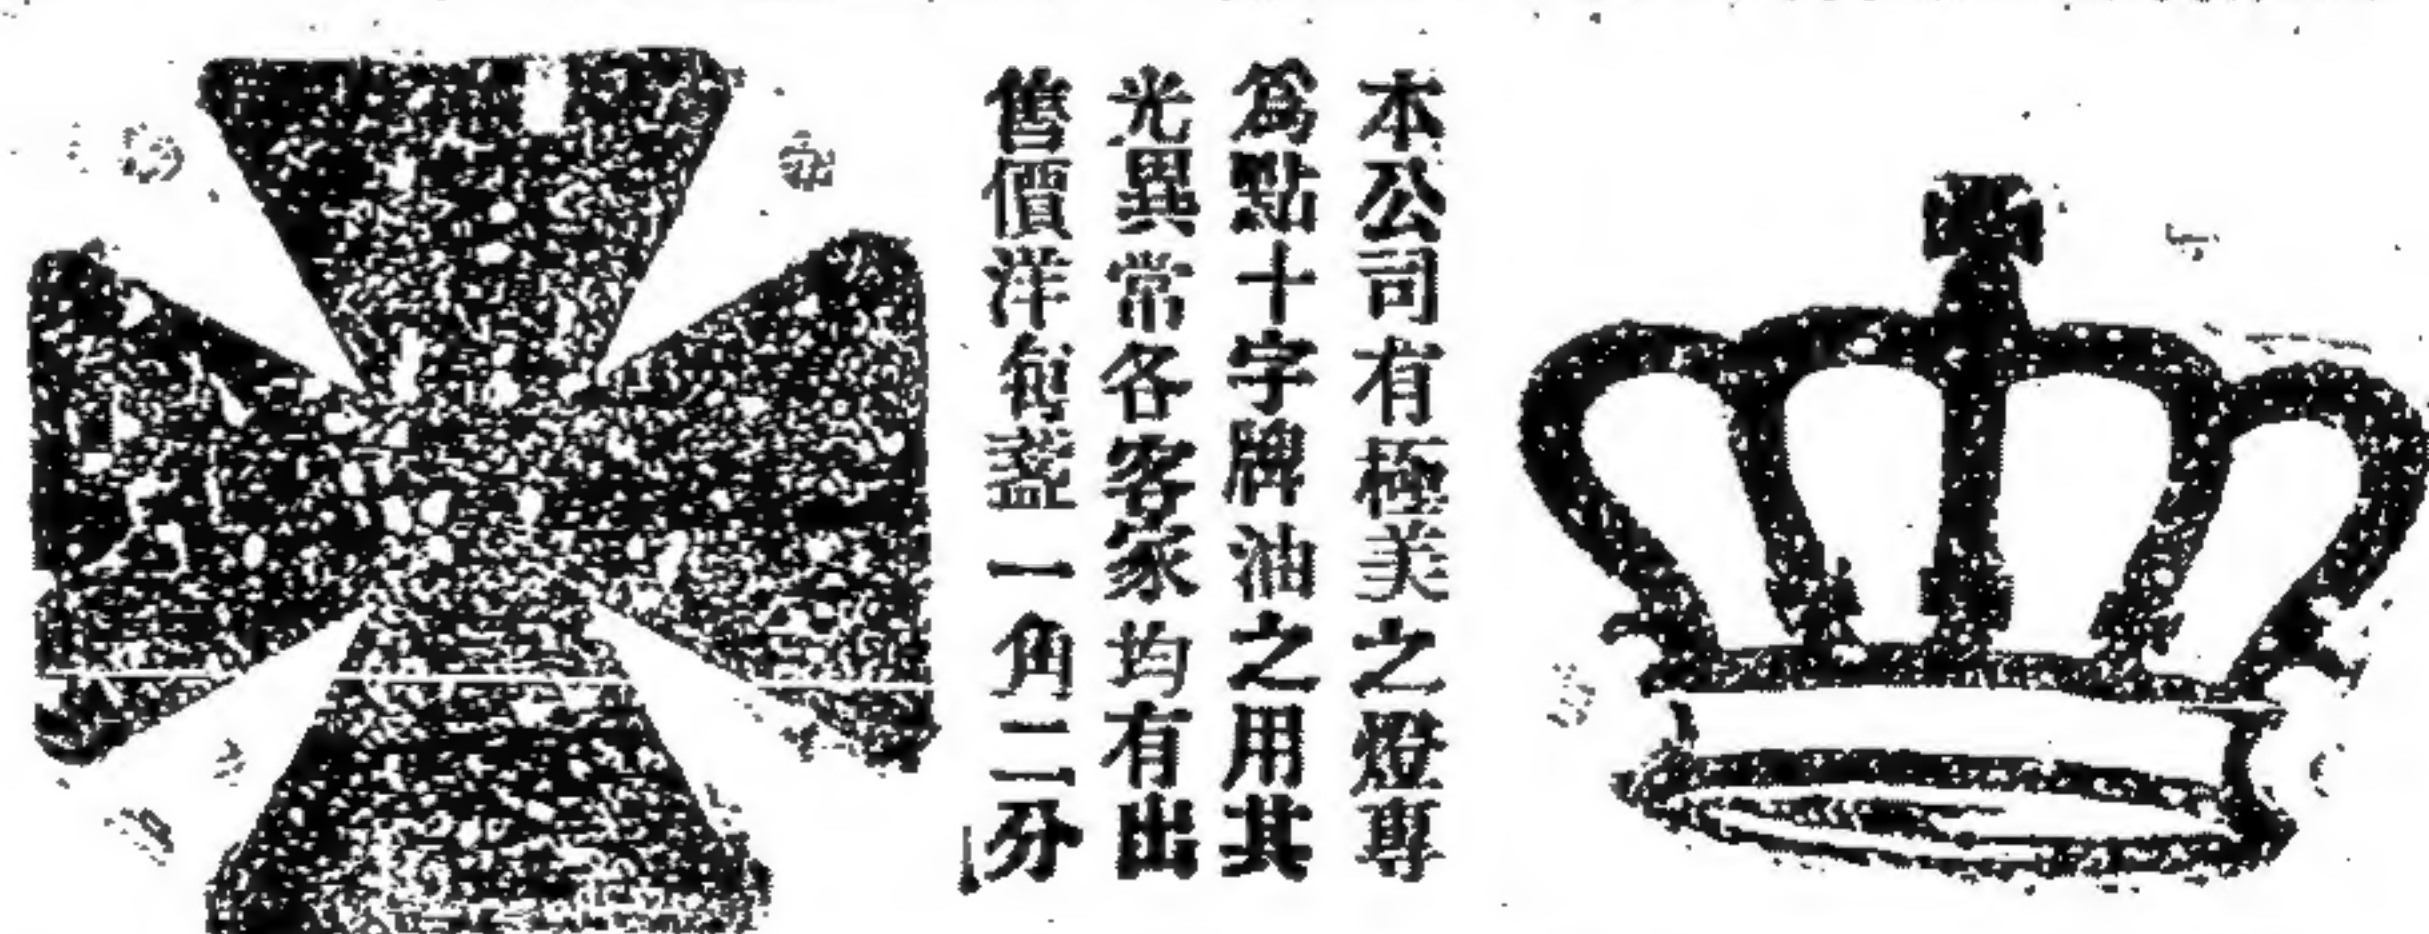 本公司有極美之燈專
爲點十字牌油之用其
光異常各客家均有出
售價洋每盞一角二分